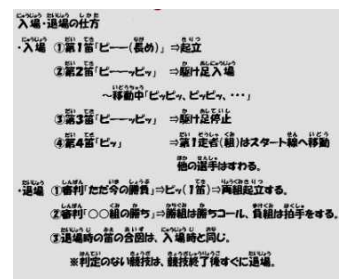 入場・退場の仕方
・入場 ①第1笛「ピーー(長め)」⇒起立
②第2笛「ピーーッピッ」⇒駆け足入場
～移動中「ピッピッ、ピッピッ、・・・」
③第3笛「ピーーッピッ」⇒駆け足停止
④第4笛「ピッ」 ⇒第1走者(組)はスタート線へ移動
他の選手はすわる。
・退場 ①審判「ただ今の勝負」⇒ピッ(1笛)⇒両組起立する。
②審判「○○組の勝ち」⇒勝組は勝ちコール、負組は拍手をする。
③退場時の笛の合図は、入場時と同じ。
※判定のない競技は、競技終了後すぐに退場。